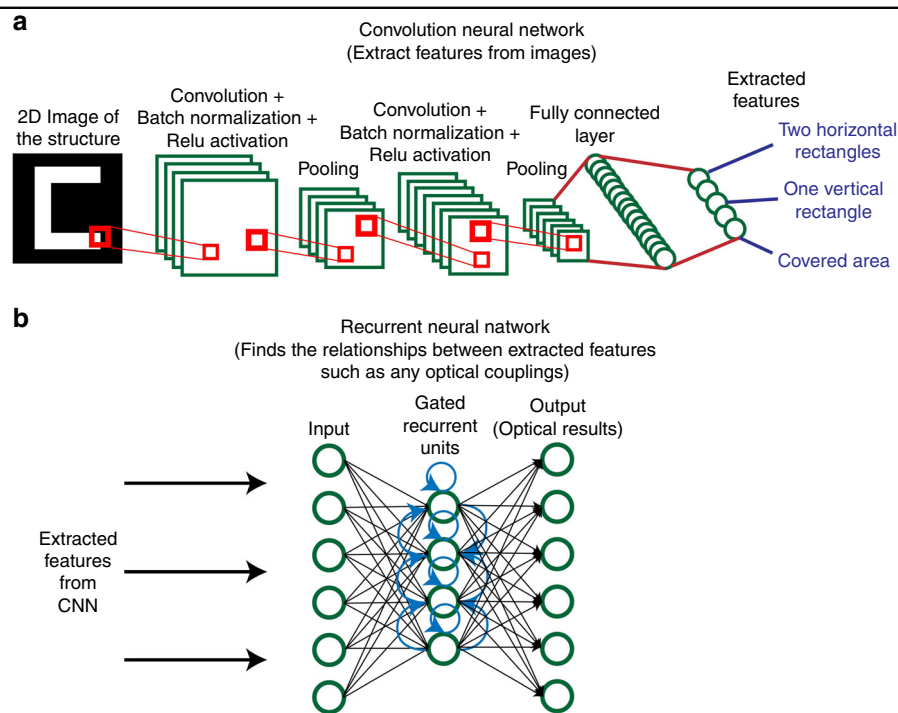 a
Convolution neural network
(Extract features from images)
2D Image of
the structure
Convolution +
Batch normalization +
Relu activation
Pooling
Convolution +
Batch normalization +
Relu activation
Pooling
Fully connected
layer
Extracted
features
Two horizontal
rectangles
One vertical
rectangle
Covered area
b
Recurrent neural natwork
(Finds the relationships between extracted features
such as any optical couplings)
Extracted
features
from
CNN
Input
Gated
recurrent
units
Output
(Optical results)